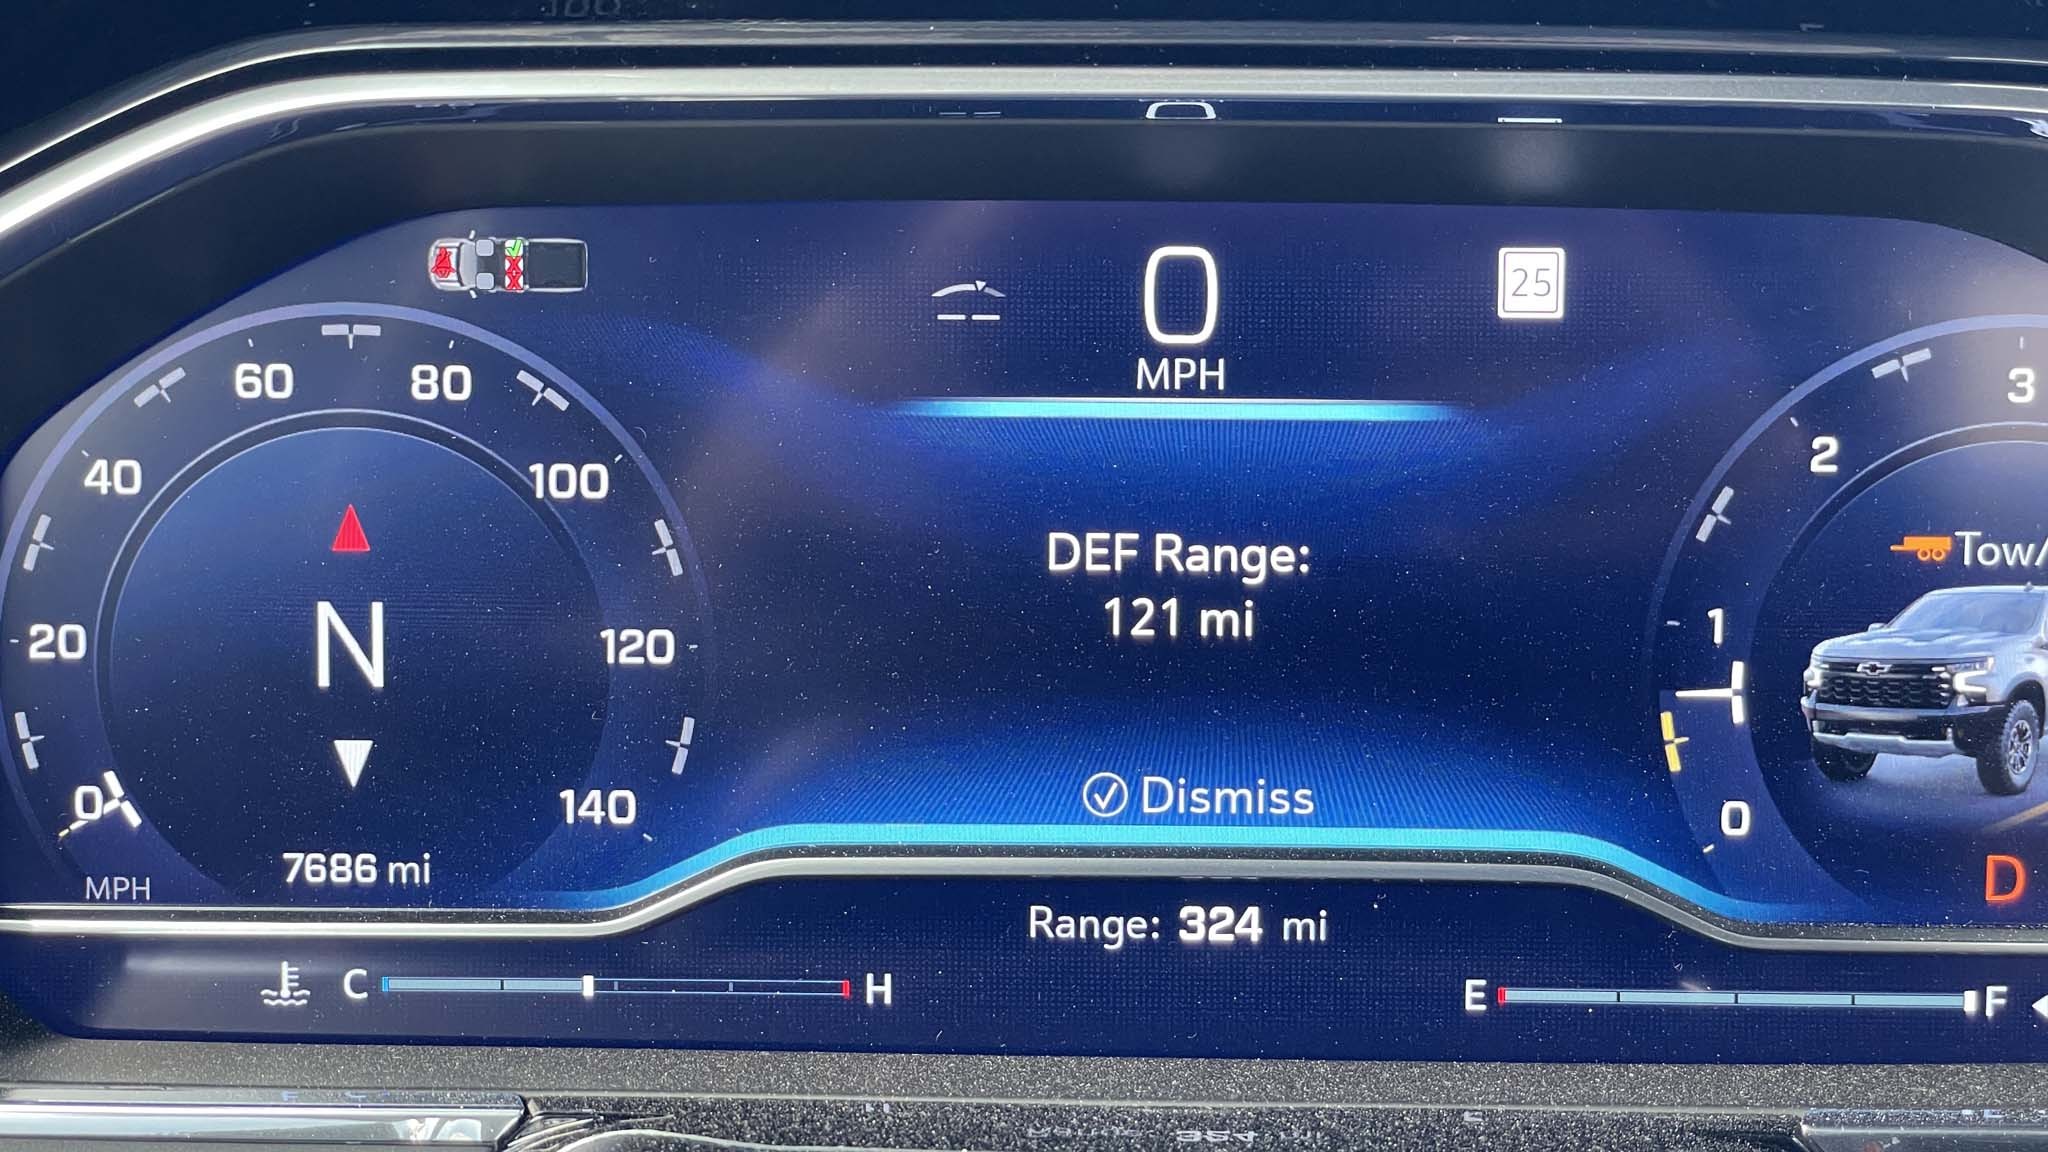 0
MPH
25
60
80
40
100
20
120
0
140
N
7686 mi
MPH
DEF Range:
121 mi
Dismiss
3
2
1
0
Tow/
D
Range: 324 mi
C
H
E
F